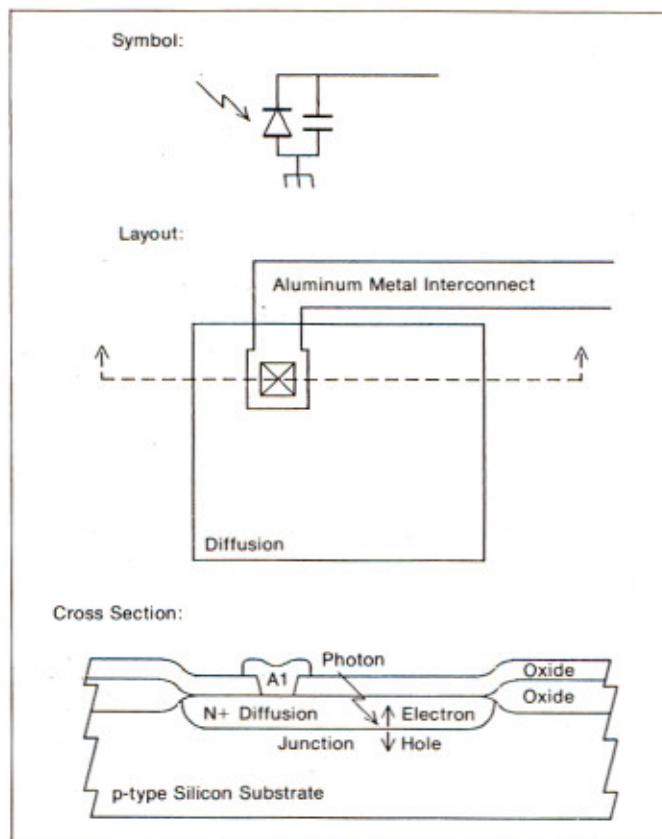 Symbol:
Layout:
Aluminum Metal Interconnect
Diffusion
Cross Section:
Photon
A1
Oxide
Oxide
N+ Diffusion
Electron
Junction
Hole
p-type Silicon Substrate